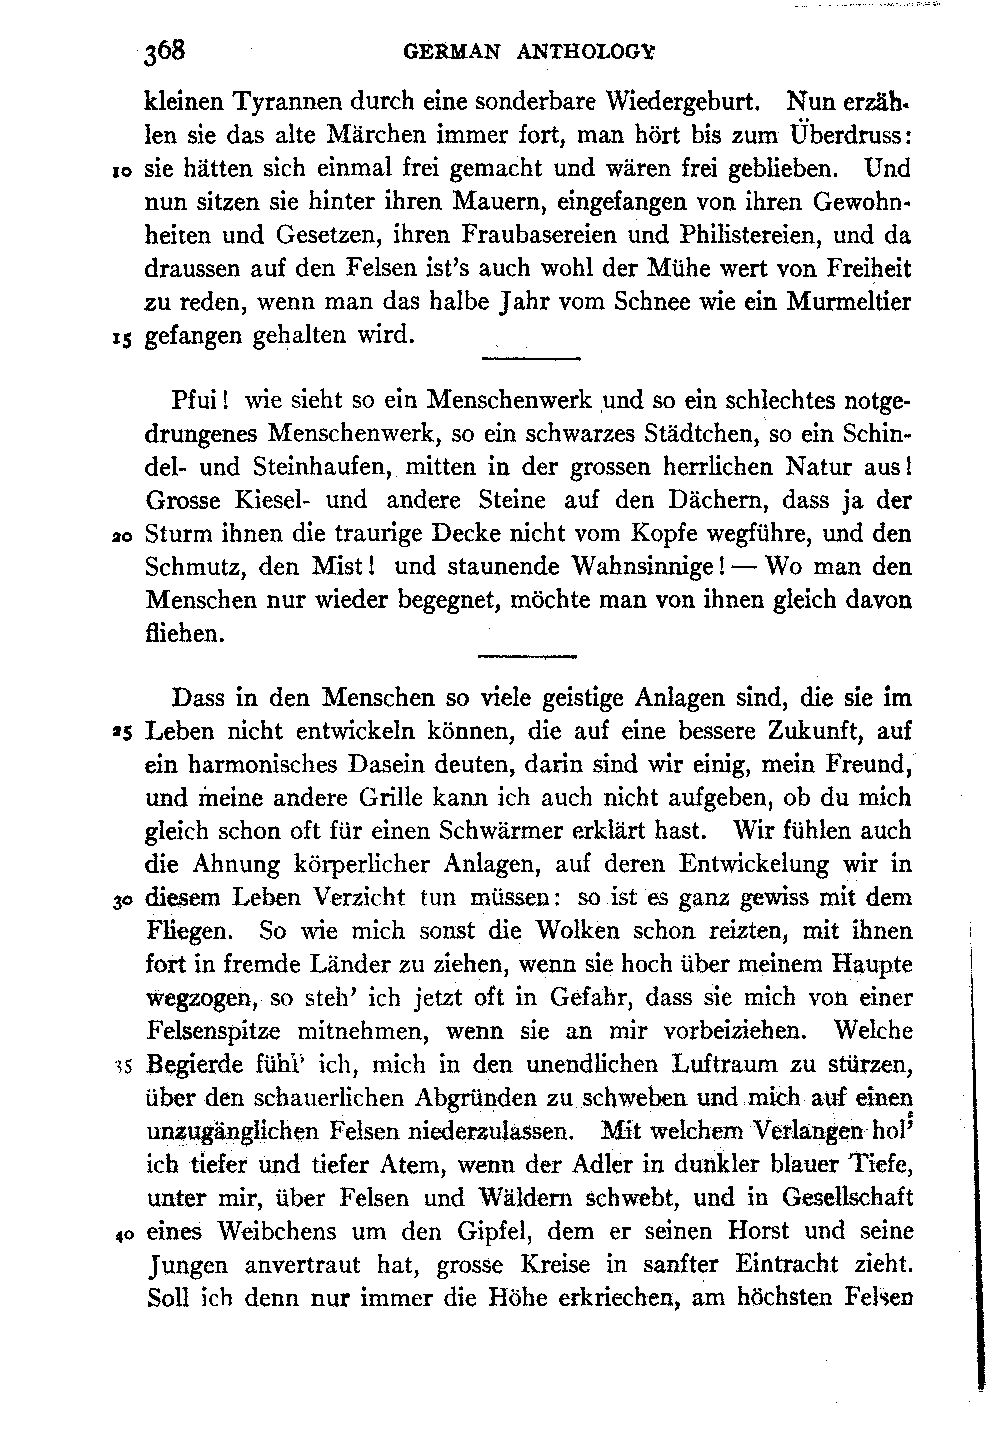 368 GERMAN ANTHOLOGY
kleinen Tyrannen durch eine sonderbare Wiedergeburt. Nun erzäh-
len sie das alte Märchen immer fort, man hört bis zum Überdruss:
10 sie hätten sich einmal frei gemacht und wären frei geblieben. Und
nun sitzen sie hinter ihren Mauern, eingefangen von ihren Gewohn-
heiten und Gesetzen, ihren Fraubasereien und Philistereien, und da
draussen auf den Felsen ist's auch wohl der Mühe wert von Freiheit
zu reden, wenn man das halbe Jahr vom Schnee wie ein Murmeltier
15 gefangen gehalten wird.
Pfui! wie sieht so ein Menschenwerk und so ein schlechtes notge-
drungenes Menschenwerk, so ein schwarzes Städtchen, so ein Schin-
del- und Steinhaufen, mitten in der grossen herrlichen Natur aus!
Grosse Kiesel- und andere Steine auf den Dächern, dass ja der
20 Sturm ihnen die traurige Decke nicht vom Kopfe wegführe, und den
Schmutz, den Mist! und staunende Wahnsinnige! — Wo man den
Menschen nur wieder begegnet, möchte man von ihnen gleich davon
fliehen.
Dass in den Menschen so viele geistige Anlagen sind, die sie im
25 Leben nicht entwickeln können, die auf eine bessere Zukunft, auf
ein harmonisches Dasein deuten, darin sind wir einig, mein Freund,
und meine andere Grille kann ich auch nicht aufgeben, ob du mich
gleich schon oft für einen Schwärmer erklärt hast. Wir fühlen auch
die Ahnung körperlicher Anlagen, auf deren Entwickelung wir in
30 diesem Leben Verzicht tun müssen: so ist es ganz gewiss mit dem
Fliegen. So wie mich sonst die Wolken schon reizten, mit ihnen
fort in fremde Länder zu ziehen, wenn sie hoch über meinem Haupte
wegzogen, so steh' ich jetzt oft in Gefahr, dass sie mich von einer
Felsenspitze mitnehmen, wenn sie an mir vorbeiziehen. Welche
35 Begierde fühl' ich, mich in den unendlichen Luftraum zu stürzen,
über den schauerlichen Abgründen zu schweben und mich auf einen
unzugänglichen Felsen niederzulassen. Mit welchem Verlangen hol'
ich tiefer und tiefer Atem, wenn der Adler in dunkler blauer Tiefe,
unter mir, über Felsen und Wäldern schwebt, und in Gesellschaft
40 eines Weibchens um den Gipfel, dem er seinen Horst und seine
Jungen anvertraut hat, grosse Kreise in sanfter Eintracht zieht.
Soll ich denn nur immer die Höhe erkriechen, am höchsten Felsen